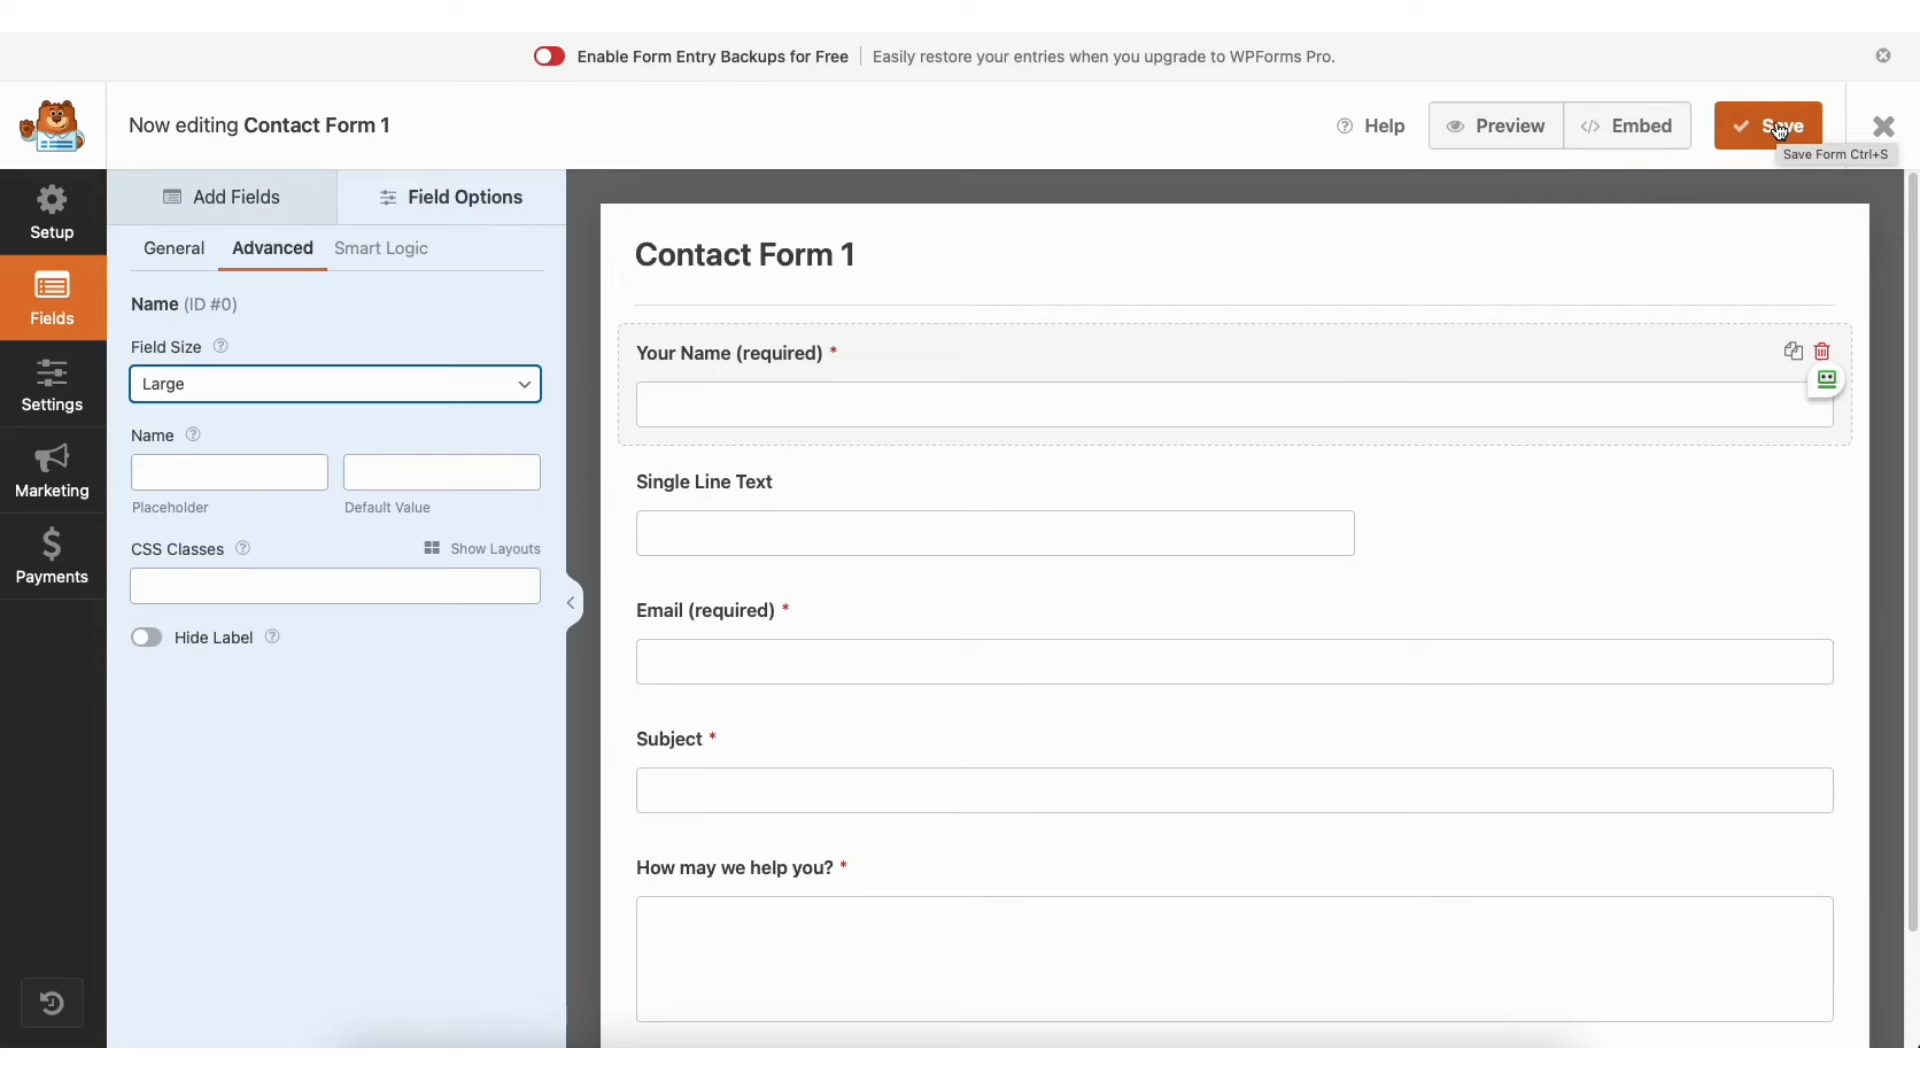 Enable Form Entry Backups for Free Easily restore your entries when you upgrade to WPForms Pro.
Now editing Contact Form 1
Help
Preview
Embed
Save
Save Form Ctrl+S
Setup
Fields
Settings
Marketing
Payments
Add Fields
Field Options
General
Advanced
Smart Logic
Name (ID #0)
Field Size
Large
Name
Placeholder
Default Value
CSS Classes
Show Layouts
Hide Label
Contact Form 1
Your Name (required) *
Single Line Text
Email (required) *
Subject *
How may we help you? *